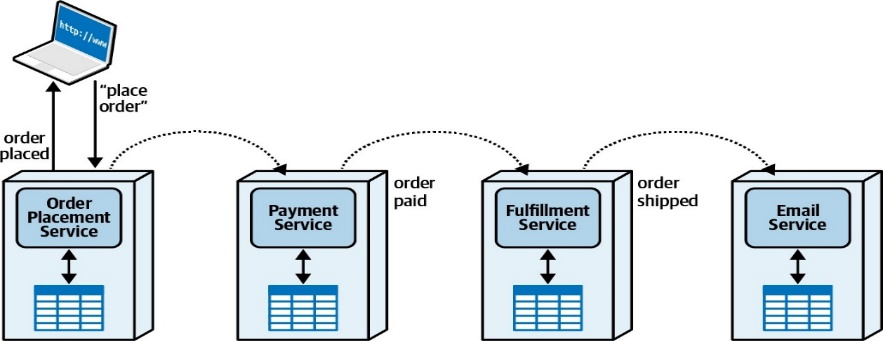 http://www
"place
order"
order
placed
Order
Placement
Service
Payment
Service
order
paid
Fulfillment
Service
order
shipped
Email
Service